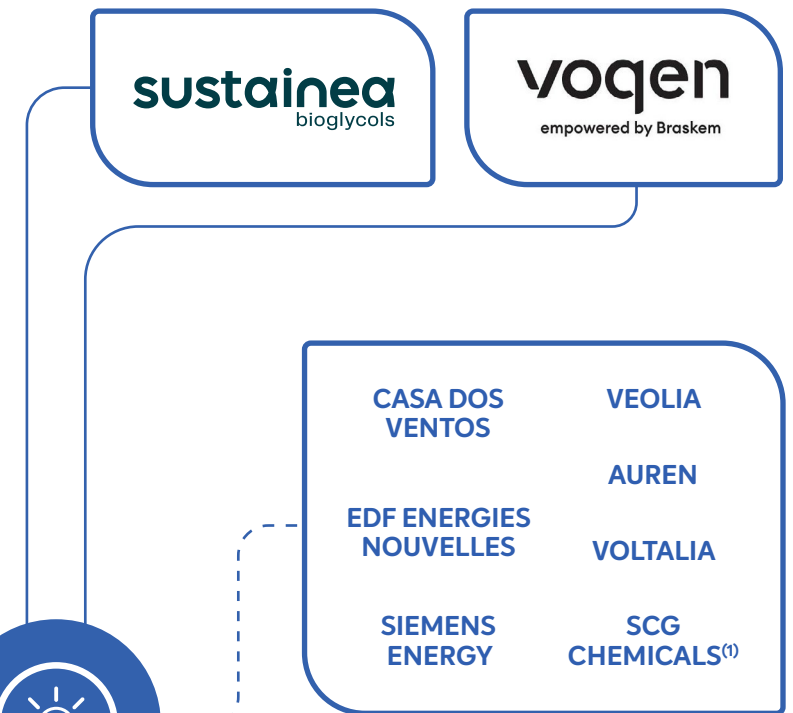 sustainea
bioglycols
voqen
empowered by Braskem
CASA DOS
VENTOS
EDF ENERGIES
NOUVELLES
SIEMENS
ENERGY
VEOLIA
AUREN
VOLTALIA
SCG
CHEMICALS(1)